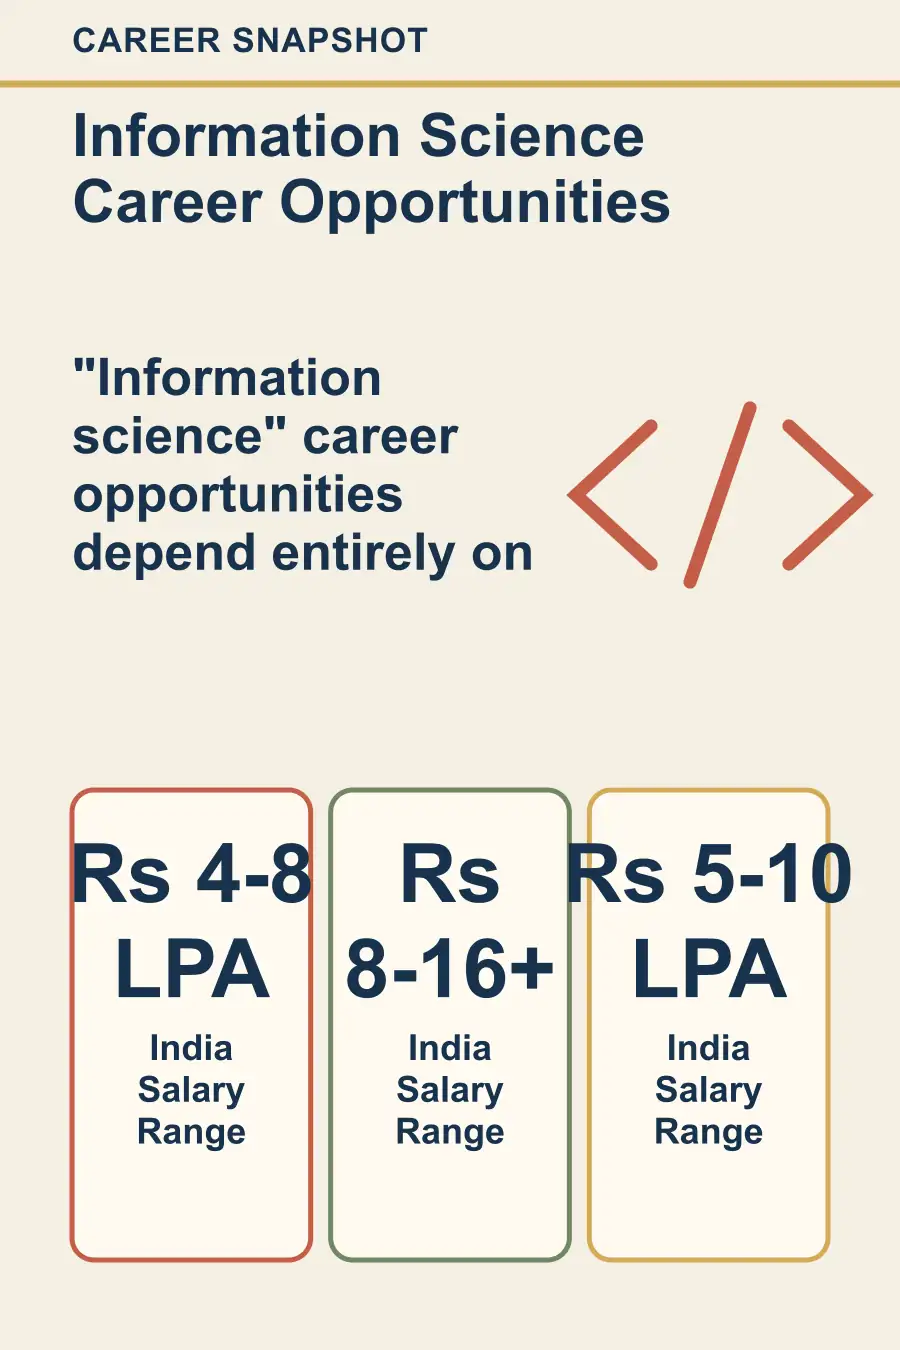 CAREER SNAPSHOT
Information Science
Career Opportunities
"Information
science" career
opportunities
depend entirely on
Rs 4-8
LPA
India
Salary
Range
Rs
8-16+
India
Salary
Range
Rs 5-10
LPA
India
Salary
Range